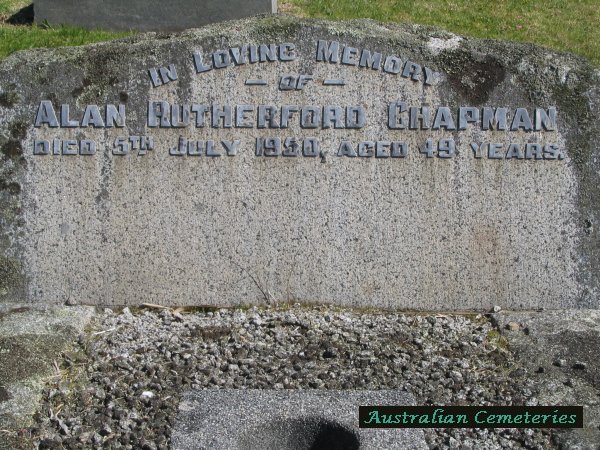 IN LOVING MEMORY
— OF —
ALAN RUTHERFORD CHAPMAN
DIED 5TH JULY 1930, AGED 49 YEARS.
Australian Cemeteries